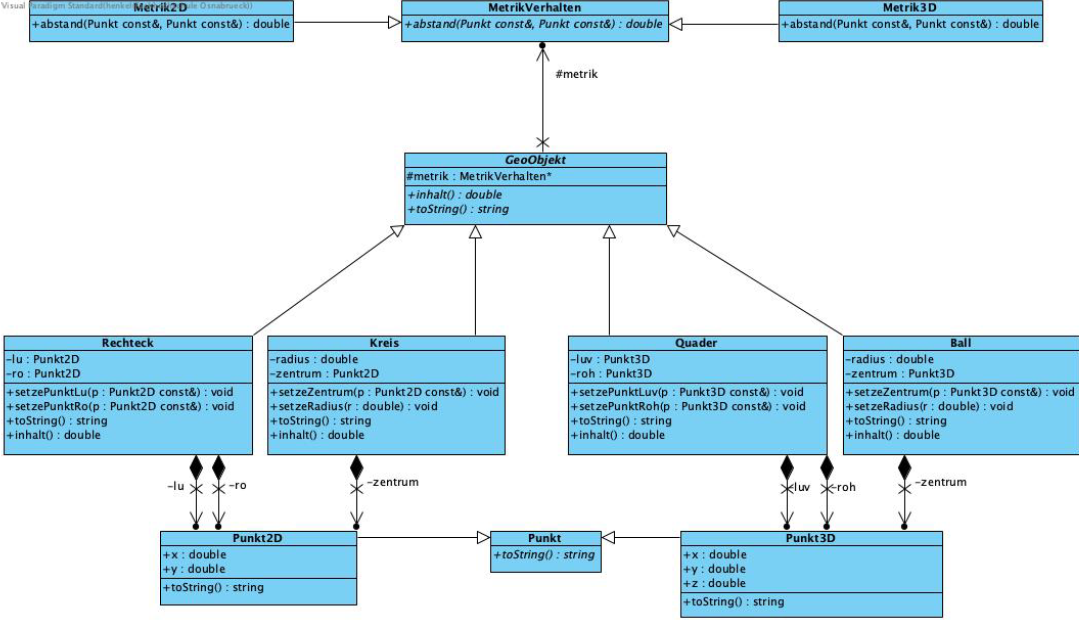 Visual Paradigm Standard
Metrik2D
+abstand(Punkt const&, Punkt const&) : double
MetrikVerhalten
+abstand(Punkt const&, Punkt const&) : double
Metrik3D
+abstand(Punkt const&, Punkt const&) : double
#metrik
GeoObjekt
#metrik : MetrikVerhalten*
+inhalt() : double
+toString() : string
Rechteck
-lu : Punkt2D
-ro : Punkt2D
+setzePunktLu(p : Punkt2D const&) : void
+setzePunktRo(p : Punkt2D const&) : void
+toString() : string
+inhalt() : double
Kreis
-radius : double
-zentrum : Punkt2D
+setzeZentrum(p : Punkt2D const&) : void
+setzeRadius(r : double) : void
+toString() : string
+inhalt() : double
Quader
-luv : Punkt3D
-roh : Punkt3D
+setzePunktLuv(p : Punkt3D const&) : void
+setzePunktRoh(p : Punkt3D const&) : void
+toString() : string
+inhalt() : double
Ball
-radius : double
-zentrum : Punkt3D
+setzeZentrum(p : Punkt3D const&) : void
+setzeRadius(r : double) : void
+toString() : string
+inhalt() : double
-lu
-ro
-zentrum
-luv
-roh
-zentrum
Punkt2D
+x : double
+y : double
+toString() : string
Punkt
+toString() : string
Punkt3D
+x : double
+y : double
+z : double
+toString() : string